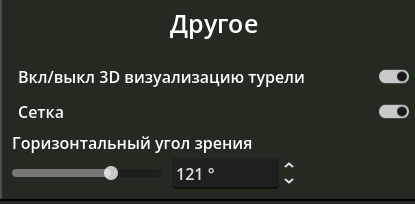 Другое
Вкл/выкл 3D визуализацию турели
Сетка
Горизонтальный угол зрения
121 °